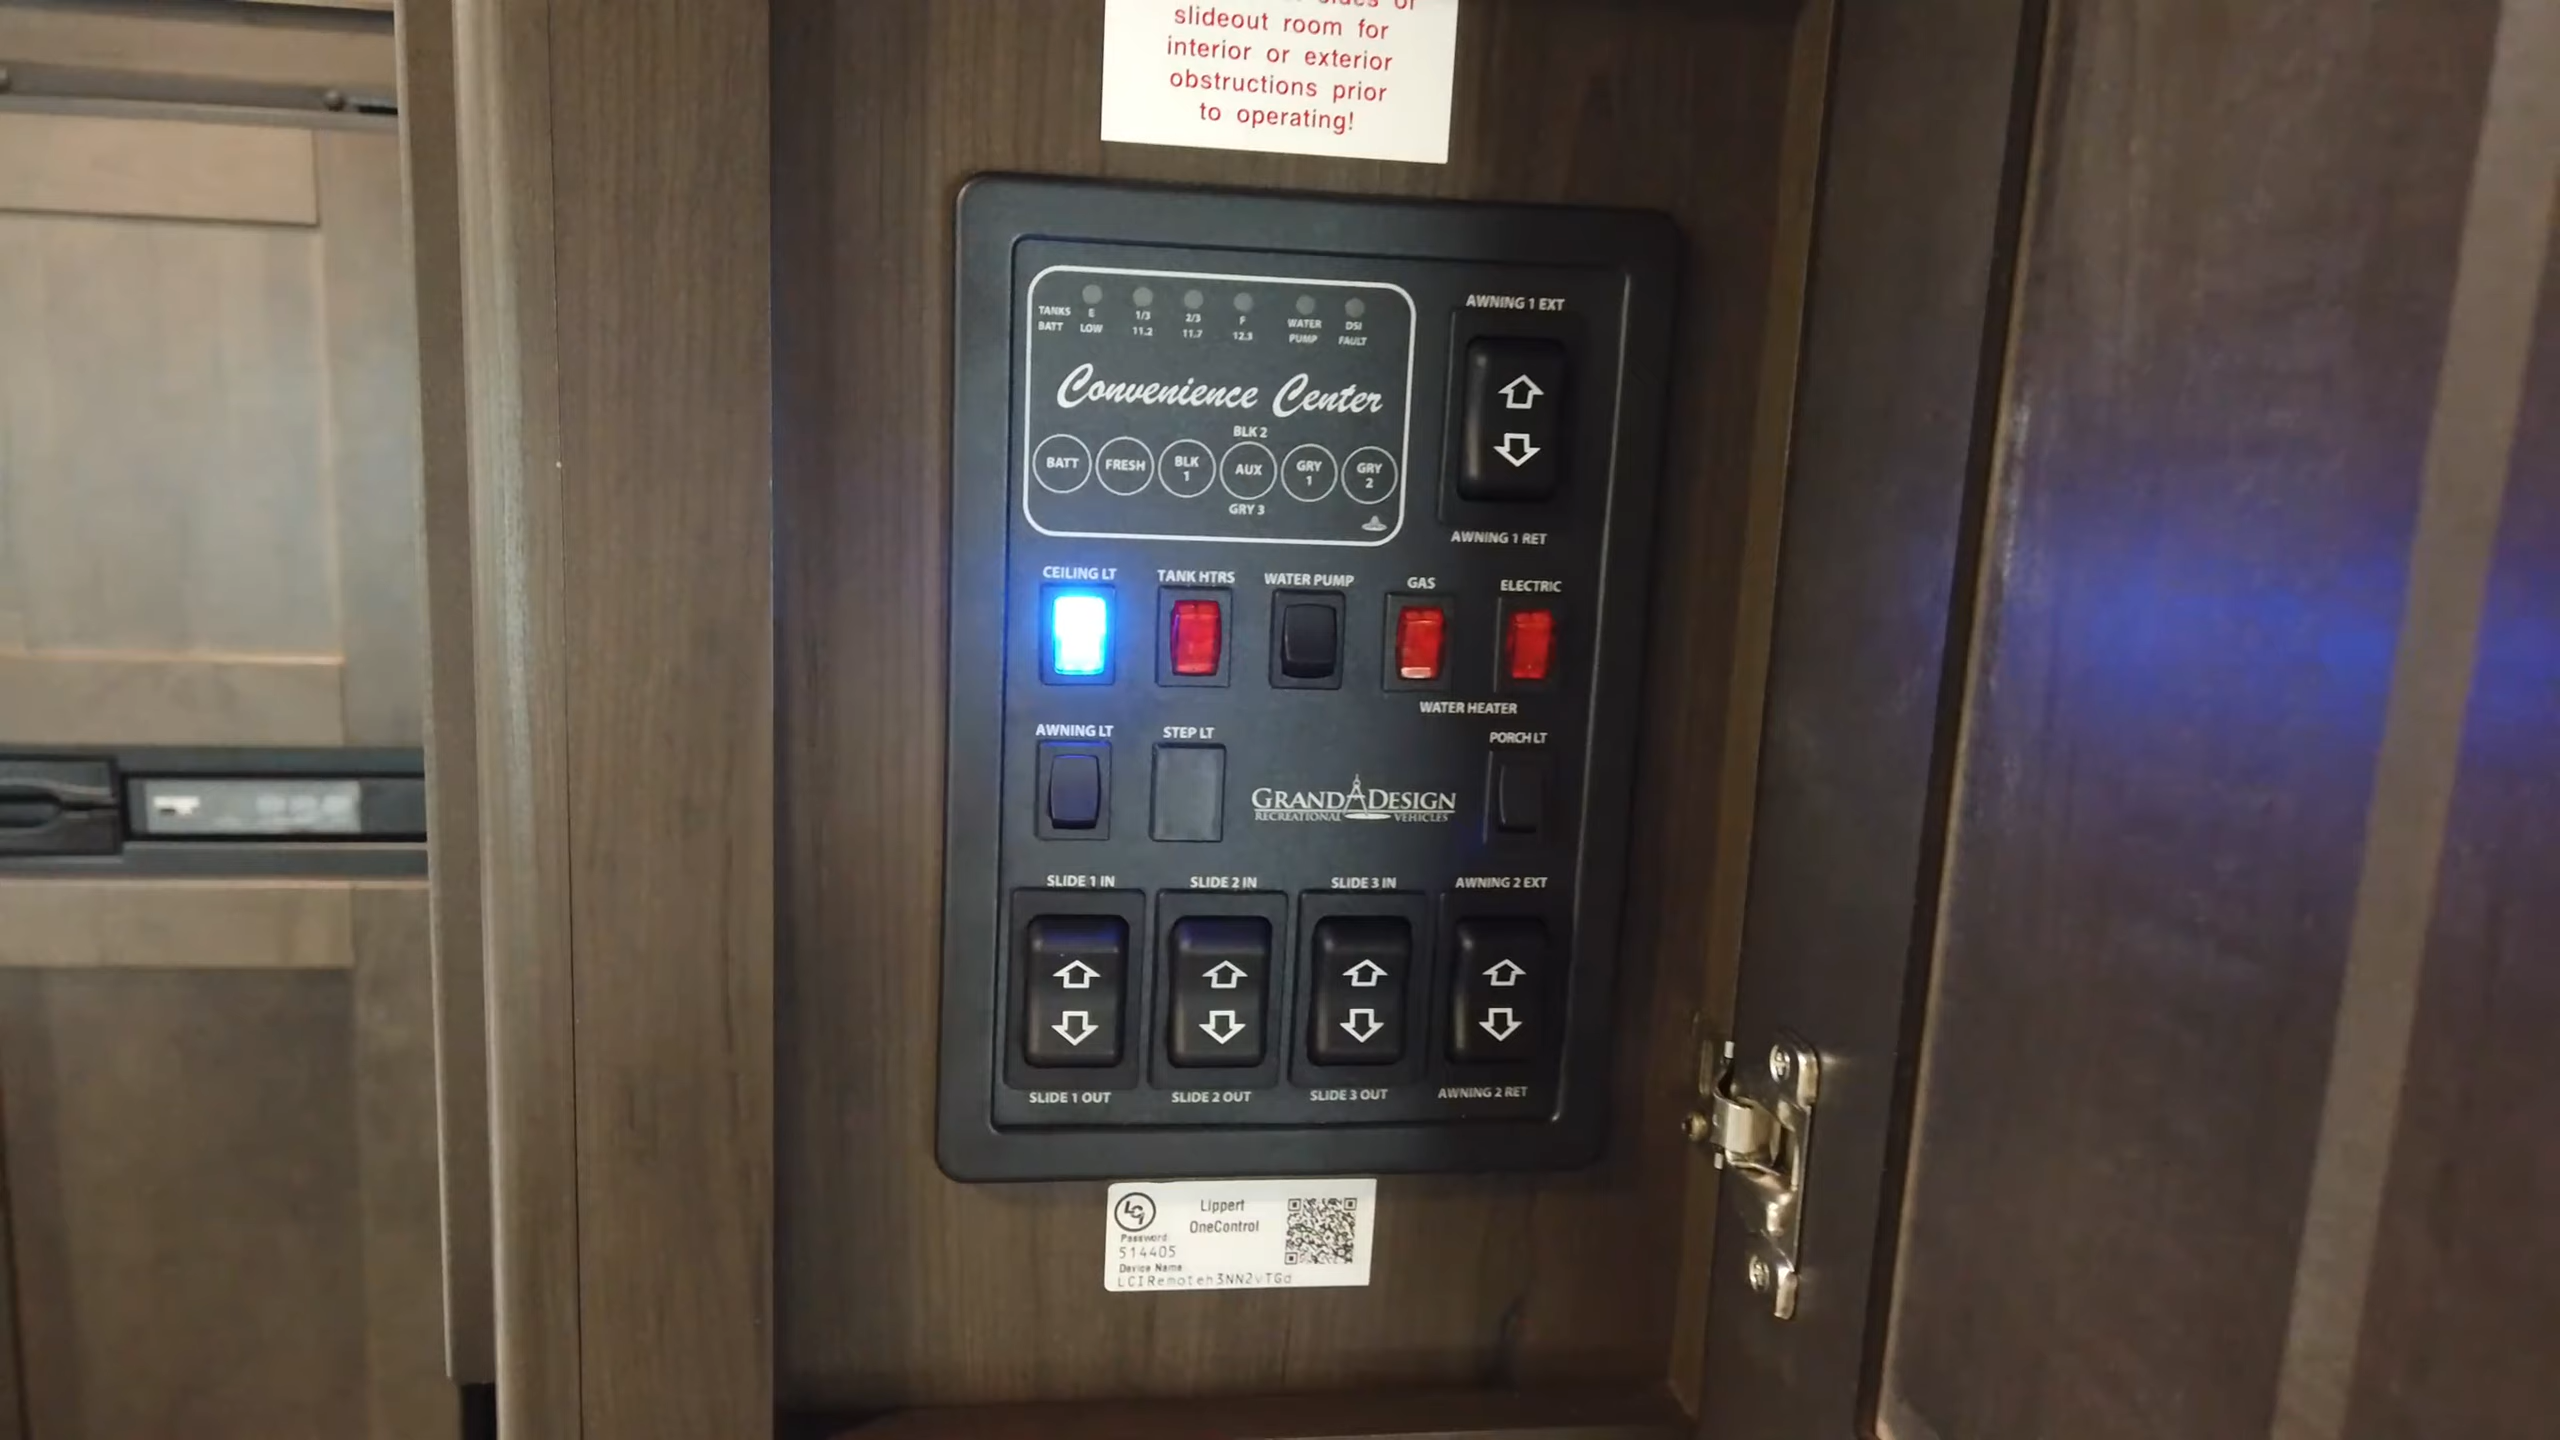 slideout room for
interior or exterior
obstructions prior
to operating!
TANKS E 1/3 2/3 F WATER DSI
BATT LOW 11.2 11.7 12.3 PUMP FAULT
Convenience Center
BLK 2
BATT FRESH BLK 1 AUX GRY 1 GRY 2
GRY 3
AWNING 1 EXT
AWNING 1 RET
CEILING LT TANK HTRS WATER PUMP GAS ELECTRIC
WATER HEATER
AWNING LT STEP LT PORCH LT
GRAND DESIGN
RECREATIONAL VEHICLES
SLIDE 1 IN SLIDE 2 IN SLIDE 3 IN AWNING 2 EXT
SLIDE 1 OUT SLIDE 2 OUT SLIDE 3 OUT AWNING 2 RET
LCI
Lippert
OneControl
Password
514405
Device Name
LCIRemoteh3NN2vTGd